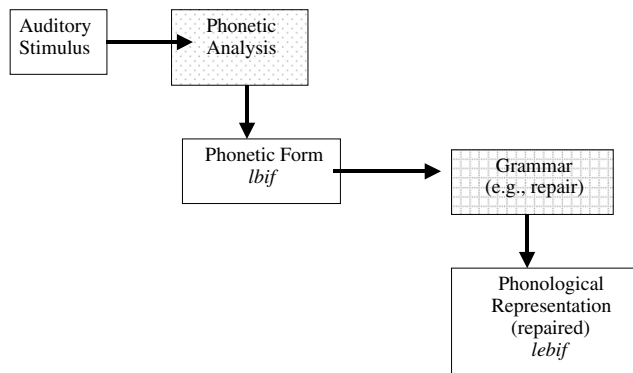 Auditory
Stimulus
Phonetic
Analysis
Phonetic Form
lbif
Grammar
(e.g., repair)
Phonological
Representation
(repaired)
lebif